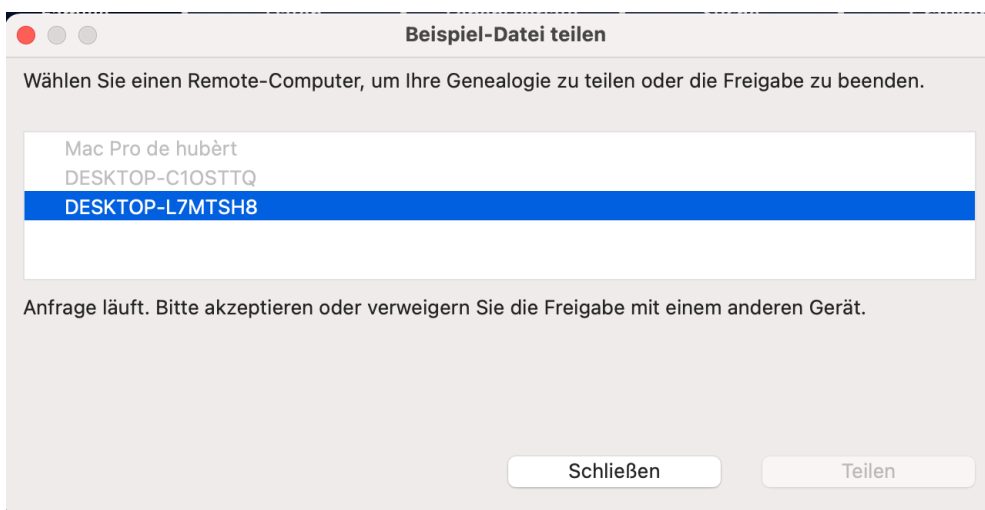 Beispiel-Datei teilen
Wählen Sie einen Remote-Computer, um Ihre Genealogie zu teilen oder die Freigabe zu beenden.
Mac Pro de hubèrt
DESKTOP-C1OSTTQ
DESKTOP-L7MTSH8
Anfrage läuft. Bitte akzeptieren oder verweigern Sie die Freigabe mit einem anderen Gerät.
Schließen
Teilen